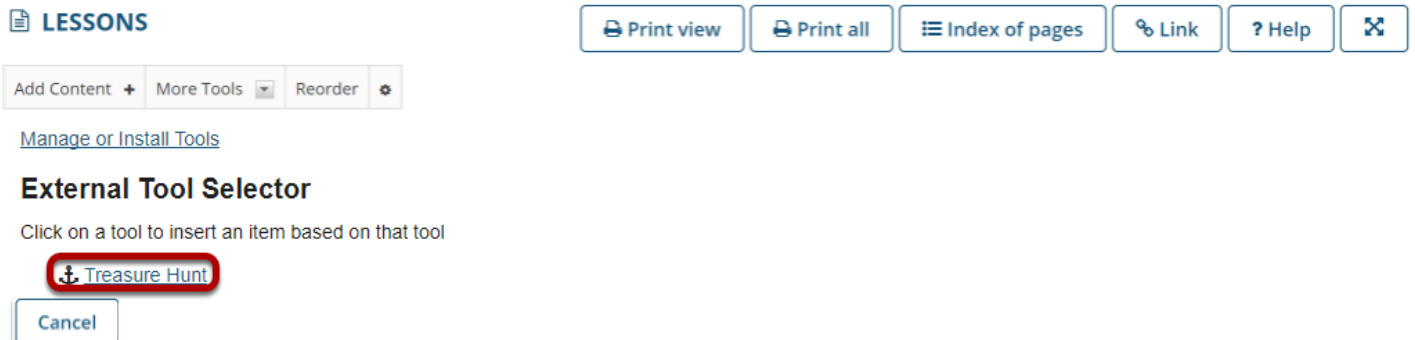 LESSONS
Print view
Print all
Index of pages
Link
? Help
Add Content +
More Tools
Reorder
Manage or Install Tools
External Tool Selector
Click on a tool to insert an item based on that tool
Treasure Hunt
Cancel